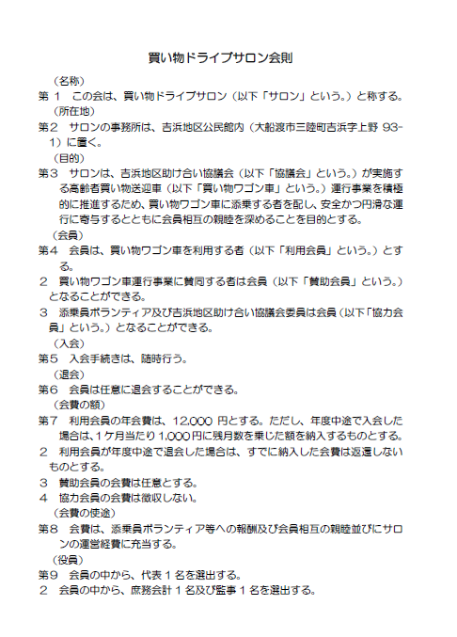 買い物ドライブサロン会則
（名称）
第１　この会は、買い物ドライブサロン（以下「サロン」という。）と称する。
（所在地）
第２　サロンの事務所は、吉浜地区公民館内（大船渡市三陸町吉浜字上野 93-
1）に置く。
（目的）
第３　サロンは、吉浜地区助け合い協議会（以下「協議会」という。）が実施す
る高齢者買い物送迎車（以下「買い物ワゴン車」という。）運行事業を積極
的に推進するため、買い物ワゴン車に添乗する者を配し、安全かつ円滑な運
行に寄与するとともに会員相互の親睦を深めることを目的とする。
（会員）
第４　会員は、買い物ワゴン車を利用する者（以下「利用会員」という。）とす
る。
２　買い物ワゴン車運行事業に賛同する者は会員（以下「賛助会員」という。）
となることができる。
３　添乗員ボランティア及び吉浜地区助け合い協議会委員は会員（以下「協力会
員」という。）となることができる。
（入会）
第５　入会手続きは、随時行う。
（退会）
第６　会員は任意に退会することができる。
（会費の額）
第７　利用会員の年会費は、12,000 円とする。ただし、年度中途で入会した
場合は、1ケ月当たり1,000円に残月数を乗じた額を納入するものとする。
２　利用会員が年度中途で退会した場合は、すでに納入した会費は返還しない
ものとする。
３　賛助会員の会費は任意とする。
４　協力会員の会費は徴収しない。
（会費の使途）
第８　会費は、添乗員ボランティア等への報酬及び会員相互の親睦並びにサロ
ンの運営経費に充当する。
（役員）
第９　会員の中から、代表１名を選出する。
２　会員の中から、庶務会計１名及び監事１名を選出する。